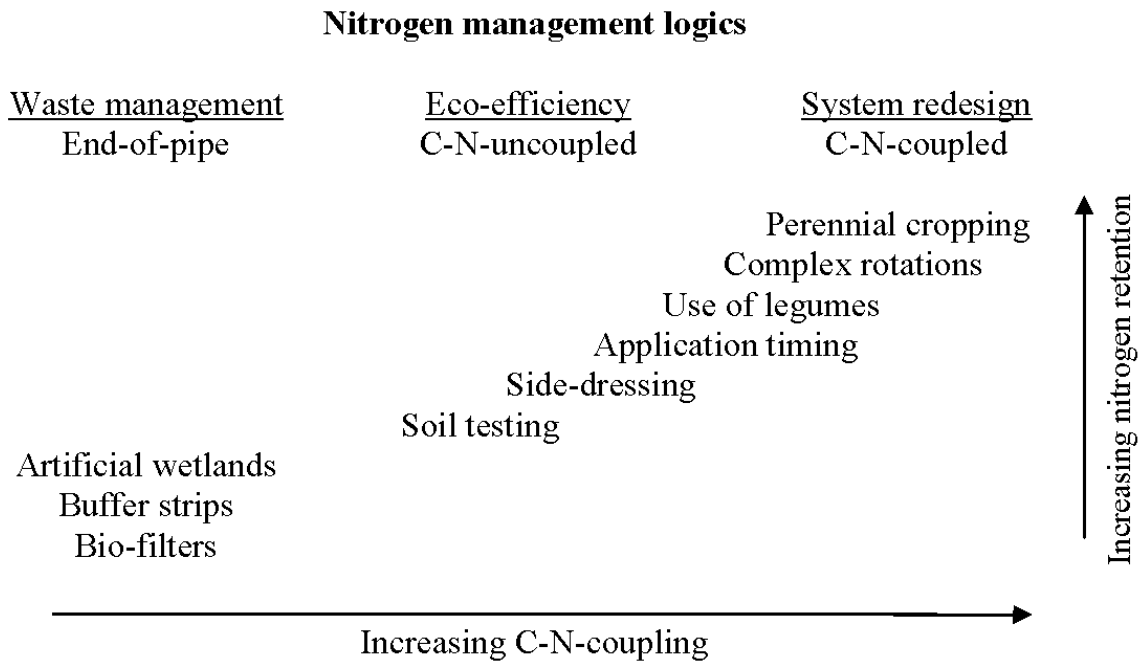 Nitrogen management logics
Waste management
End-of-pipe
Eco-efficiency
C-N-uncoupled
System redesign
C-N-coupled
Perennial cropping
Complex rotations
Use of legumes
Application timing
Side-dressing
Soil testing
Artificial wetlands
Buffer strips
Bio-filters
Increasing nitrogen retention
Increasing C-N-coupling